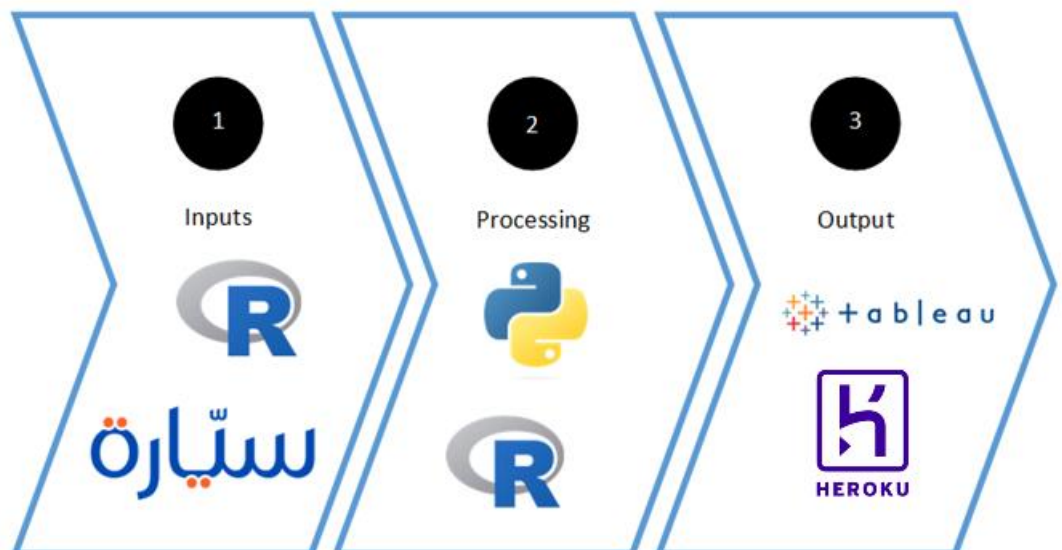 1
Inputs
R
سيّارة
2
Processing
R
3
Output
+ a b | e a u
HEROKU